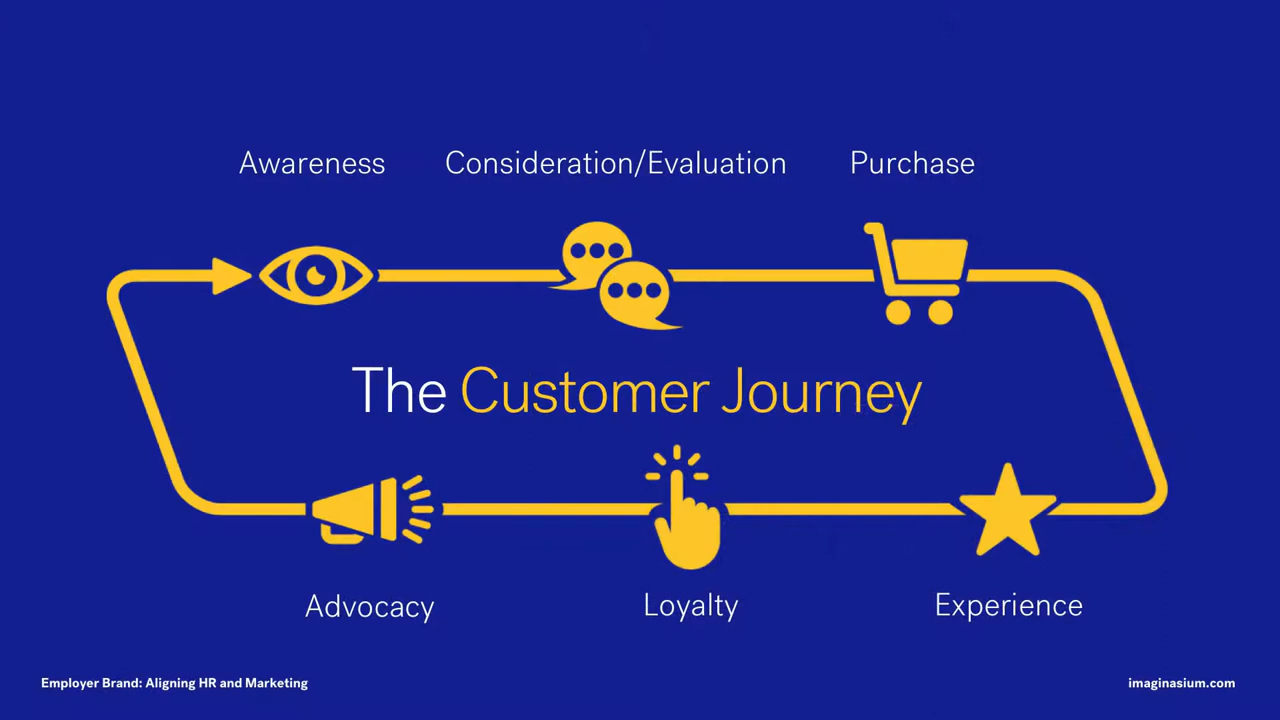 Awareness
Consideration/Evaluation
Purchase
The Customer Journey
Advocacy
Loyalty
Experience
Employer Brand: Aligning HR and Marketing
imaginasium.com